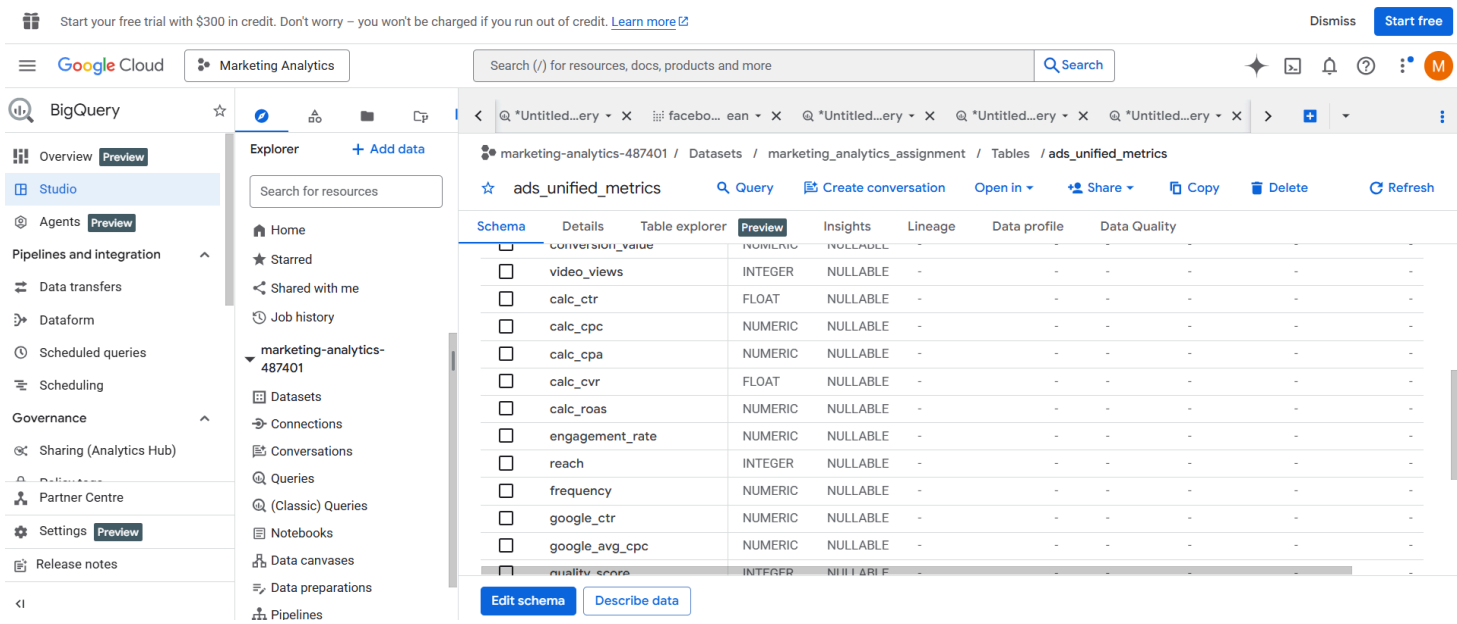 Start your free trial with $300 in credit. Don't worry – you won't be charged if you run out of credit. Learn more
Dismiss
Start free
Google Cloud
Marketing Analytics
Search (/) for resources, docs, products and more
Search
M
BigQuery
Overview Preview
Studio
Agents Preview
Pipelines and integration
Data transfers
Dataform
Scheduled queries
Scheduling
Governance
Sharing (Analytics Hub)
Partner Centre
Settings Preview
Release notes
Explorer
+ Add data
Search for resources
Home
Starred
Shared with me
Job history
marketing-analytics-
487401
Datasets
Connections
Conversations
Queries
(Classic) Queries
Notebooks
Data canvases
Data preparations
Pipelines
*Untitled...ery
facebo... ean
*Untitled...ery
*Untitled...ery
*Untitled...ery
marketing-analytics-487401 / Datasets / marketing_analytics_assignment / Tables / ads_unified_metrics
ads_unified_metrics
Query
Create conversation
Open in
Share
Copy
Delete
Refresh
Schema
Details
Table explorer Preview
Insights
Lineage
Data profile
Data Quality
conversion_value NUMERIC NULLABLE - - - - -
video_views INTEGER NULLABLE - - - - - -
calc_ctr FLOAT NULLABLE - - - - - -
calc_cpc NUMERIC NULLABLE - - - - - -
calc_cpa NUMERIC NULLABLE - - - - - -
calc_cvr FLOAT NULLABLE - - - - - -
calc_roas NUMERIC NULLABLE - - - - - -
engagement_rate NUMERIC NULLABLE - - - - - -
reach INTEGER NULLABLE - - - - - -
frequency NUMERIC NULLABLE - - - - - -
google_ctr NUMERIC NULLABLE - - - - - -
google_avg_cpc NUMERIC NULLABLE - - - - - -
quality_score INTEGER NULLABLE
Edit schema
Describe data